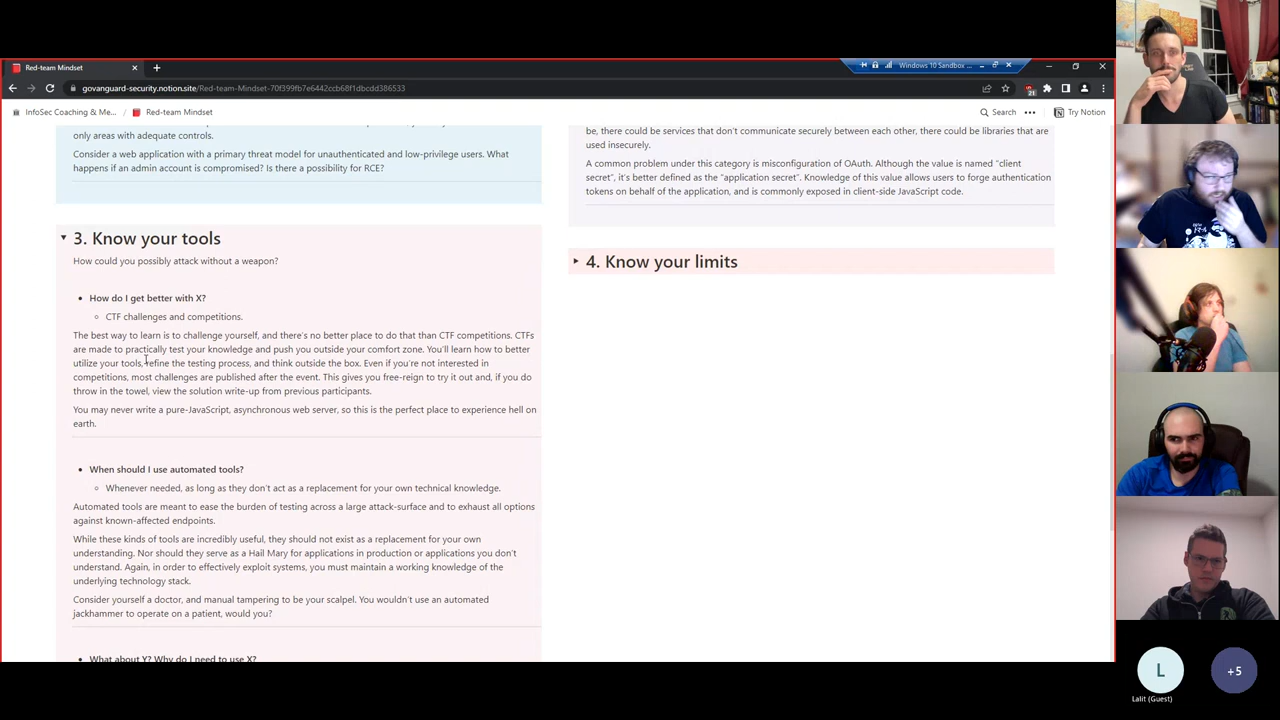 Red-team Mindset
Windows 10 Sandbox ...
govanguard-security.notion.site/Red-team-Mindset-70f399fb7e6442ccb68f1dbcdd386533
21
InfoSec Coaching & Me... / Red-team Mindset
Search
Try Notion
only areas with adequate controls.
Consider a web application with a primary threat model for unauthenticated and low-privilege users. What
happens if an admin account is compromised? Is there a possibility for RCE?
be, there could be services that don't communicate securely between each other, there could be libraries that are
used insecurely.
A common problem under this category is misconfiguration of OAuth. Although the value is named "client
secret", it's better defined as the "application secret". Knowledge of this value allows users to forge authentication
tokens on behalf of the application, and is commonly exposed in client-side JavaScript code.
3. Know your tools
How could you possibly attack without a weapon?
How do I get better with X?
CTF challenges and competitions.
The best way to learn is to challenge yourself, and there's no better place to do that than CTF competitions. CTFs
are made to practically test your knowledge and push you outside your comfort zone. You'll learn how to better
utilize your tools, refine the testing process, and think outside the box. Even if you're not interested in
competitions, most challenges are published after the event. This gives you free-reign to try it out and, if you do
throw in the towel, view the solution write-up from previous participants.
You may never write a pure-JavaScript, asynchronous web server, so this is the perfect place to experience hell on
earth.
When should I use automated tools?
Whenever needed, as long as they don't act as a replacement for your own technical knowledge.
Automated tools are meant to ease the burden of testing across a large attack-surface and to exhaust all options
against known-affected endpoints.
While these kinds of tools are incredibly useful, they should not exist as a replacement for your own
understanding. Nor should they serve as a Hail Mary for applications in production or applications you don't
understand. Again, in order to effectively exploit systems, you must maintain a working knowledge of the
underlying technology stack.
Consider yourself a doctor, and manual tampering to be your scalpel. You wouldn't use an automated
jackhammer to operate on a patient, would you?
What about Y? Why do I need to use X?
4. Know your limits
L
Lalit (Guest)
+5